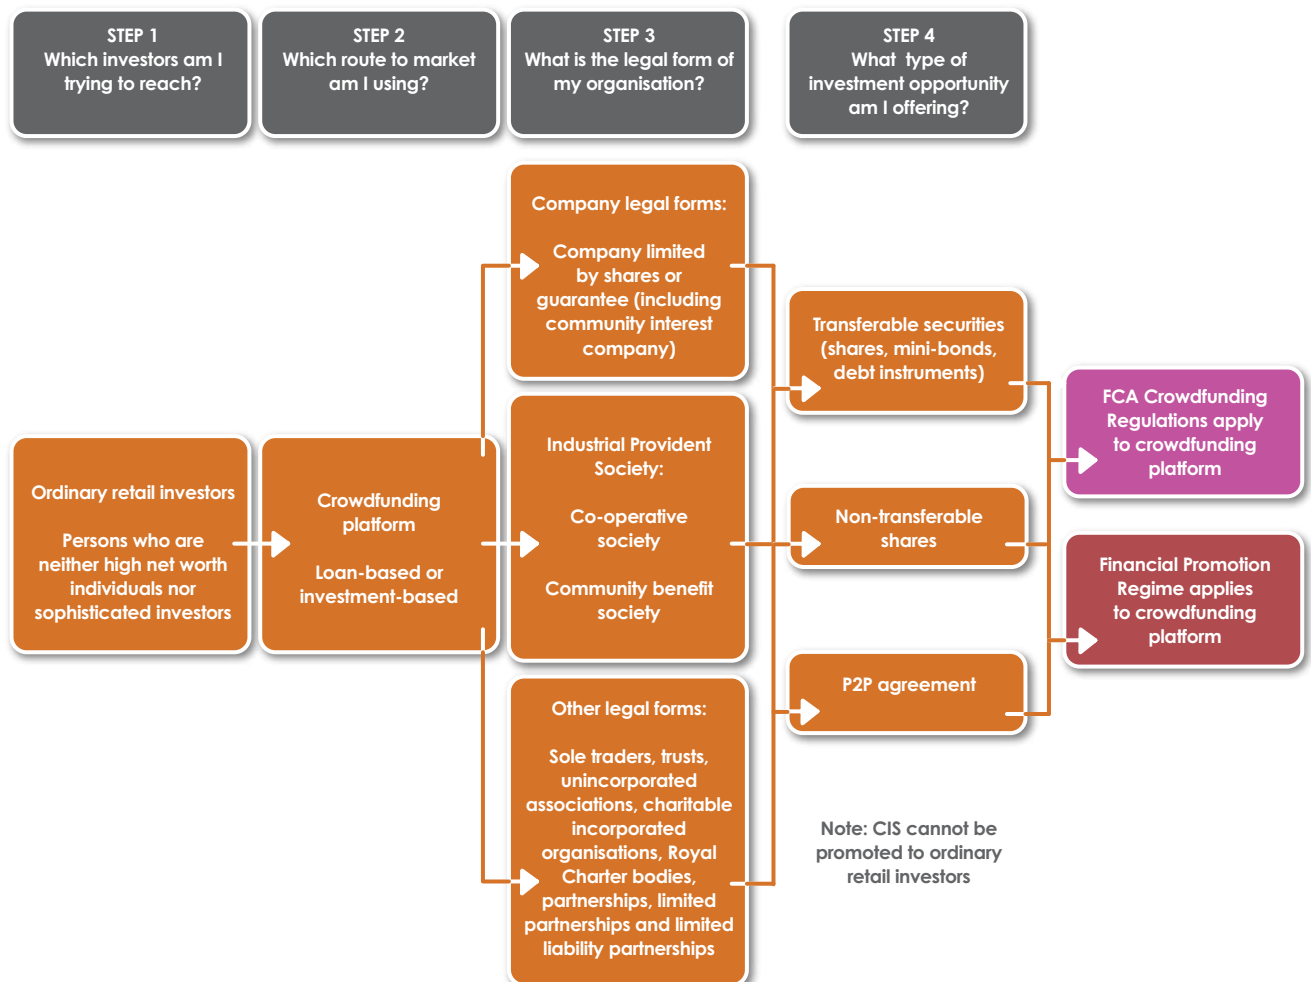 STEP 1
Which investors am I
trying to reach?
STEP 2
Which route to market
am I using?
STEP 3
What is the legal form of
my organisation?
STEP 4
What type of
investment opportunity
am I offering?
Ordinary retail investors
Persons who are
neither high net worth
individuals nor
sophisticated investors
Crowdfunding
platform
Loan-based or
investment-based
Company legal forms:
Company limited
by shares or
guarantee (including
community interest
company)
Industrial Provident
Society:
Co-operative
society
Community benefit
society
Other legal forms:
Sole traders, trusts,
unincorporated
associations, charitable
incorporated
organisations, Royal
Charter bodies,
partnerships, limited
partnerships and limited
liability partnerships
Transferable securities
(shares, mini-bonds,
debt instruments)
Non-transferable
shares
P2P agreement
Note: CIS cannot be
promoted to ordinary
retail investors
FCA Crowdfunding
Regulations apply
to crowdfunding
platform
Financial Promotion
Regime applies
to crowdfunding
platform